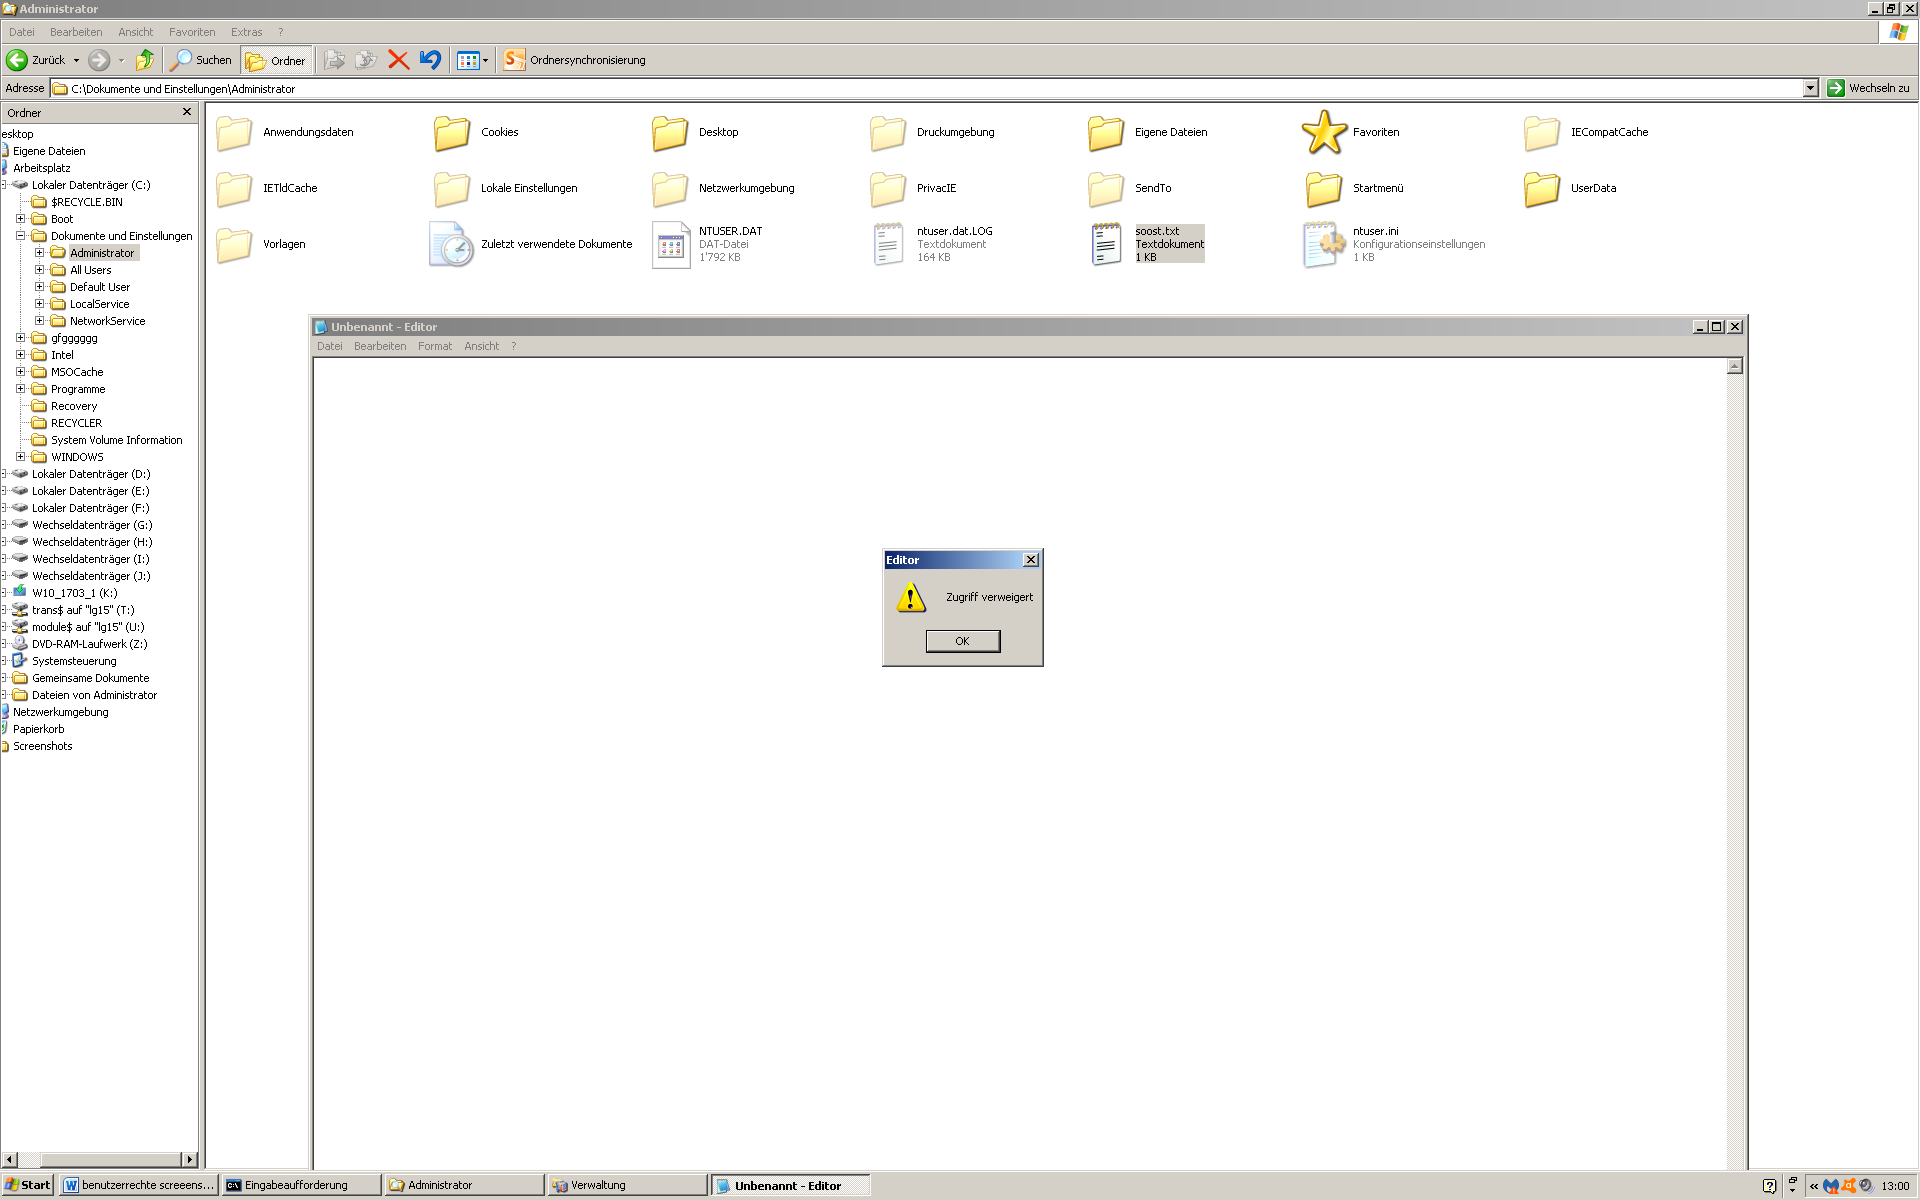 Administrator
Datei Bearbeiten Ansicht Favoriten Extras ?
Zurück Suchen Ordner Ordnersynchronisierung
Adresse C:\Dokumente und Einstellungen\Administrator Wechseln zu
Ordner
esktop
Eigene Dateien
Arbeitsplatz
Lokaler Datenträger (C:)
$RECYCLE.BIN
Boot
Dokumente und Einstellungen
Administrator
All Users
Default User
LocalService
NetworkService
gfgggggg
Intel
MSOCache
Programme
Recovery
RECYCLER
System Volume Information
WINDOWS
Lokaler Datenträger (D:)
Lokaler Datenträger (E:)
Lokaler Datenträger (F:)
Wechseldatenträger (G:)
Wechseldatenträger (H:)
Wechseldatenträger (I:)
Wechseldatenträger (J:)
W10_1703_1 (K:)
trans$ auf "lg15" (T:)
module$ auf "lg15" (U:)
DVD-RAM-Laufwerk (Z:)
Systemsteuerung
Gemeinsame Dokumente
Dateien von Administrator
Netzwerkumgebung
Papierkorb
Screenshots
Anwendungsdaten Cookies Desktop Druckumgebung Eigene Dateien Favoriten IECompatCache
IETldCache Lokale Einstellungen Netzwerkumgebung PrivacIE SendTo Startmenü UserData
Vorlagen Zuletzt verwendete Dokumente
NTUSER.DAT
DAT-Datei
1'792 KB
ntuser.dat.LOG
Textdokument
164 KB
soost.txt
Textdokument
1 KB
ntuser.ini
Konfigurationseinstellungen
1 KB
Unbenannt - Editor
Datei Bearbeiten Format Ansicht ?
Editor
Zugriff verweigert
OK
Start benutzerrechte screeens... Eingabeaufforderung Administrator Verwaltung Unbenannt - Editor « 13:00